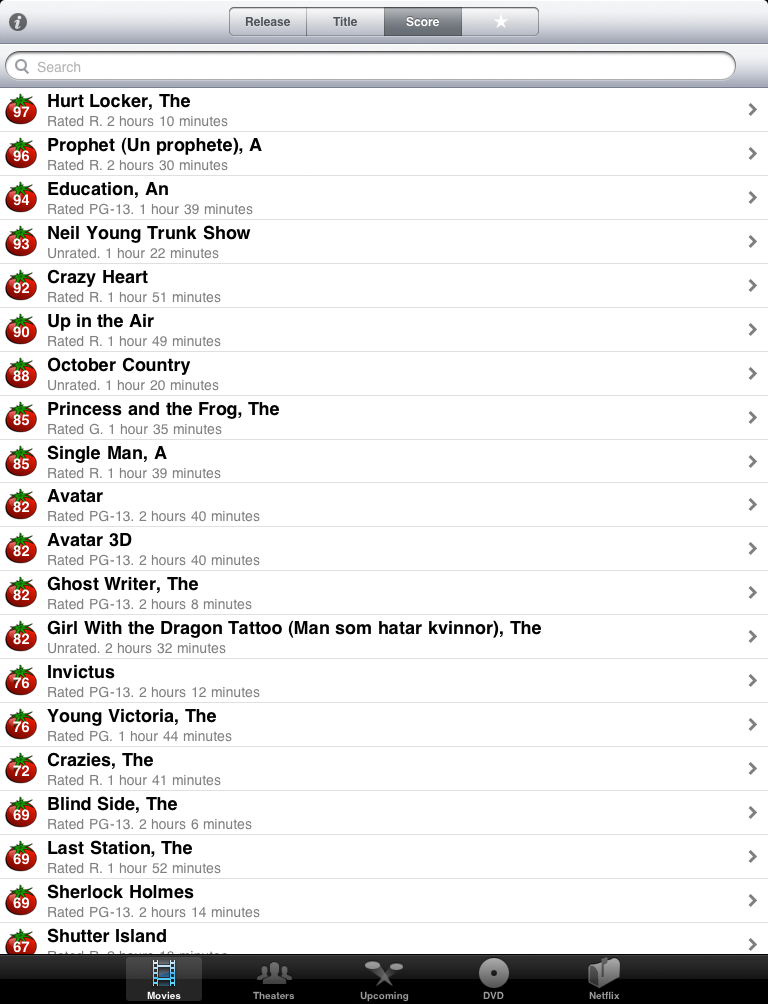 Release
Title
Score
Search
97
Hurt Locker, The
Rated R. 2 hours 10 minutes
96
Prophet (Un prophete), A
Rated R. 2 hours 30 minutes
94
Education, An
Rated PG-13. 1 hour 39 minutes
93
Neil Young Trunk Show
Unrated. 1 hour 22 minutes
92
Crazy Heart
Rated R. 1 hour 51 minutes
90
Up in the Air
Rated R. 1 hour 49 minutes
88
October Country
Unrated. 1 hour 20 minutes
85
Princess and the Frog, The
Rated G. 1 hour 35 minutes
85
Single Man, A
Rated R. 1 hour 39 minutes
82
Avatar
Rated PG-13. 2 hours 40 minutes
82
Avatar 3D
Rated PG-13. 2 hours 40 minutes
82
Ghost Writer, The
Rated PG-13. 2 hours 8 minutes
82
Girl With the Dragon Tattoo (Man som hatar kvinnor), The
Unrated. 2 hours 32 minutes
76
Invictus
Rated PG-13. 2 hours 12 minutes
76
Young Victoria, The
Rated PG. 1 hour 44 minutes
72
Crazies, The
Rated R. 1 hour 41 minutes
69
Blind Side, The
Rated PG-13. 2 hours 6 minutes
69
Last Station, The
Rated R. 1 hour 52 minutes
69
Sherlock Holmes
Rated PG-13. 2 hours 14 minutes
67
Shutter Island
Movies
Theaters
Upcoming
DVD
Netflix